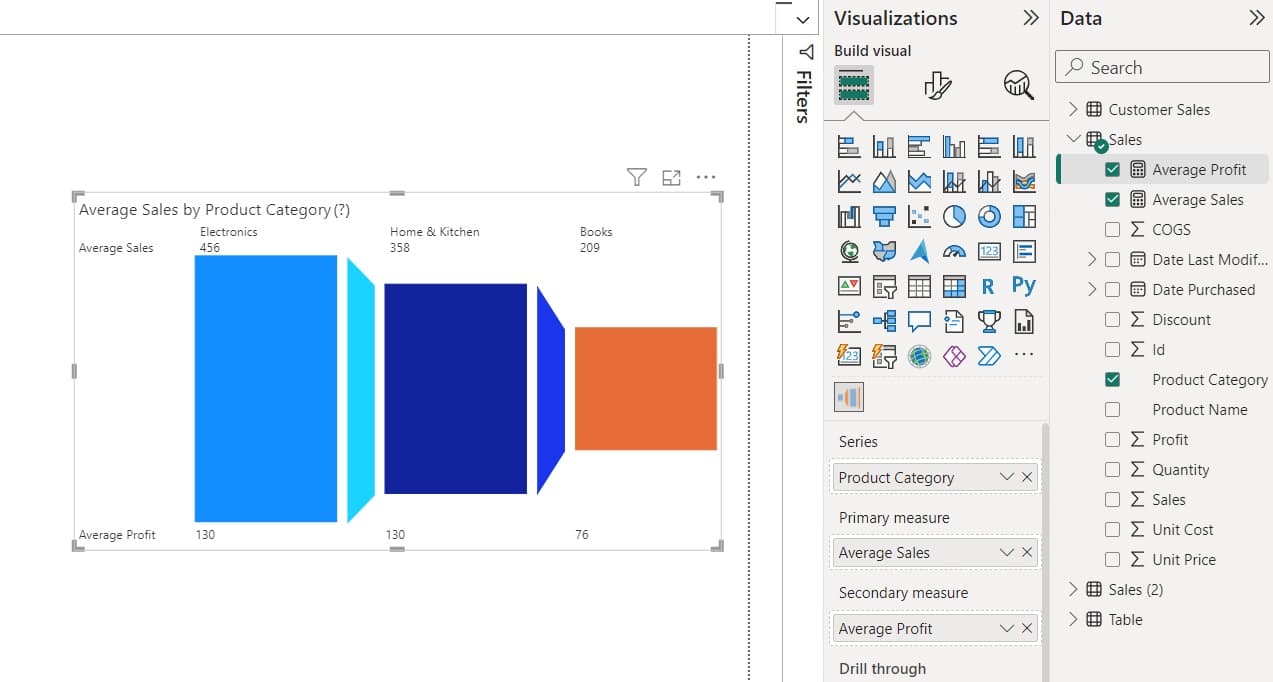 Average Sales by Product Category (?)
Electronics
Home & Kitchen
Books
Average Sales
456
358
209
Average Profit
130
130
76
Filters
Visualizations
Build visual
123
R
Py
123
Series
Product Category
Primary measure
Average Sales
Secondary measure
Average Profit
Drill through
Data
Search
Customer Sales
Sales
Average Profit
Average Sales
COGS
Date Last Modif...
Date Purchased
Discount
Id
Product Category
Product Name
Profit
Quantity
Sales
Unit Cost
Unit Price
Sales (2)
Table